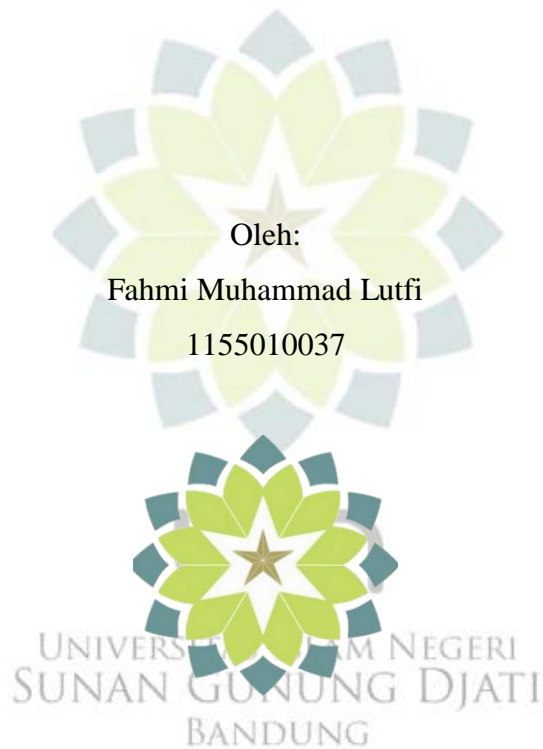 Oleh:
Fahmi Muhammad Lutfi
1155010037
NEGERI
SUNAN GUNUNG DJATI
BANDUNG